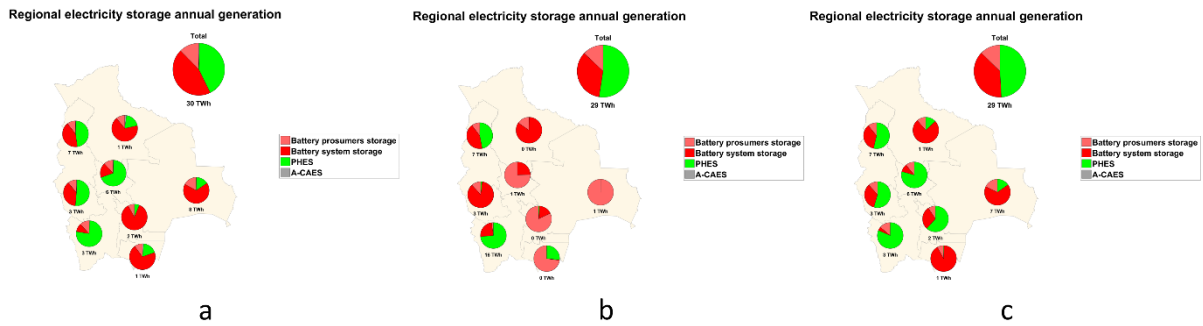 Regional electricity storage annual generation
Total
30 TWh
Battery prosumers storage
Battery system storage
PHES
A-CAES
7 TWh
1 TWh
6 TWh
3 TWh
TWh
TWh
3 TWh
1 TWh
a
Regional electricity storage annual generation
Total
29 TWh
Battery prosumers storage
Battery system storage
PHES
A-CAES
7 TWh
0 TWh
1 TWh
3 TWh
1 TWh
0 TWh
TWh
0 TWh
b
Regional electricity storage annual generation
Total
29 TWh
Battery prosumers storage
Battery system storage
PHES
A-CAES
7 TWh
1 TWh
6 TWh
3 TWh
7 TWh
2 TWh
3 TWh
1 TWh
c